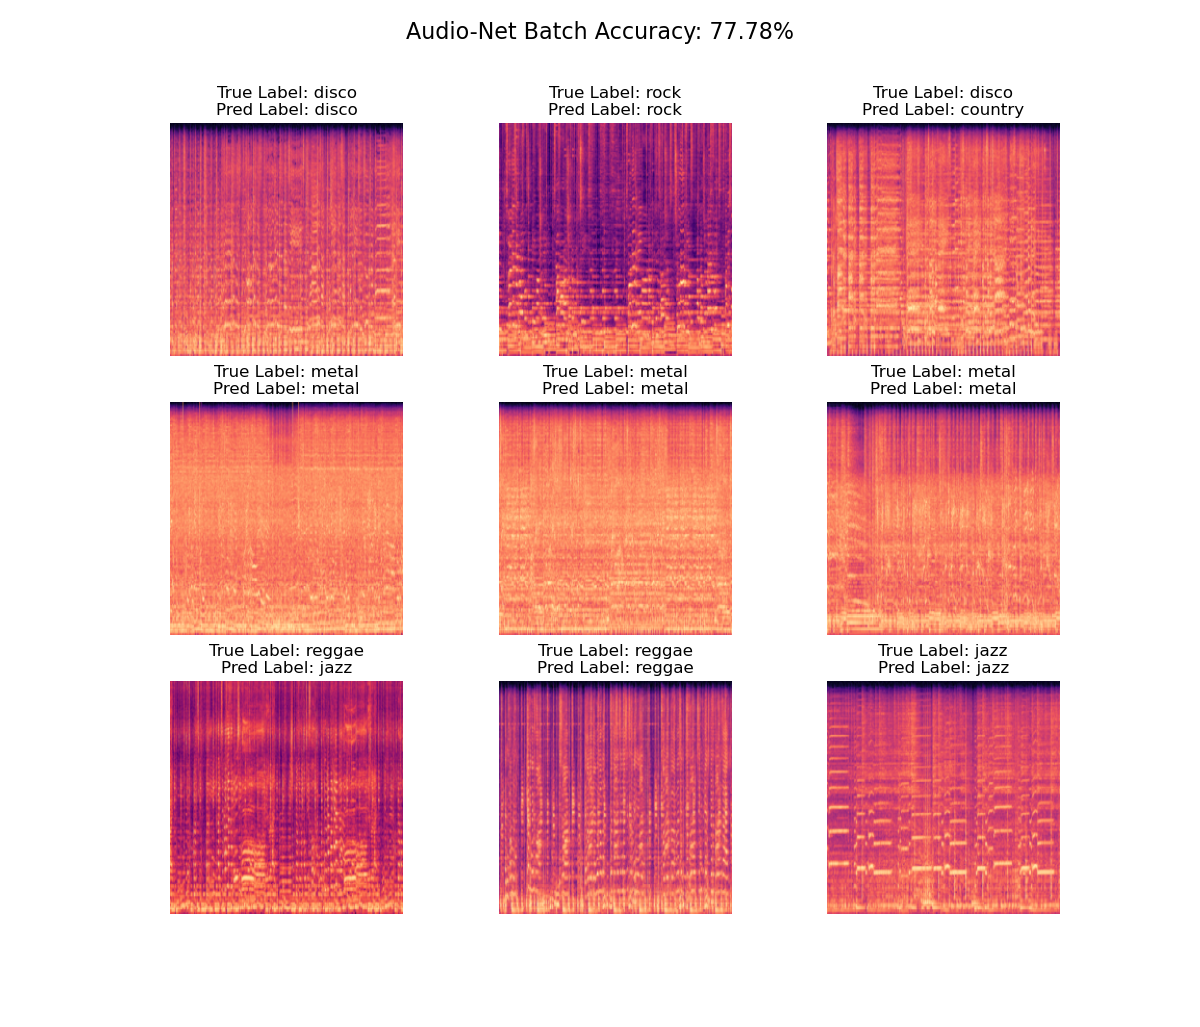 Audio-Net Batch Accuracy: 77.78%
True Label: disco
Pred Label: disco
True Label: rock
Pred Label: rock
True Label: disco
Pred Label: country
True Label: metal
Pred Label: metal
True Label: metal
Pred Label: metal
True Label: metal
Pred Label: metal
True Label: reggae
Pred Label: jazz
True Label: reggae
Pred Label: reggae
True Label: jazz
Pred Label: jazz